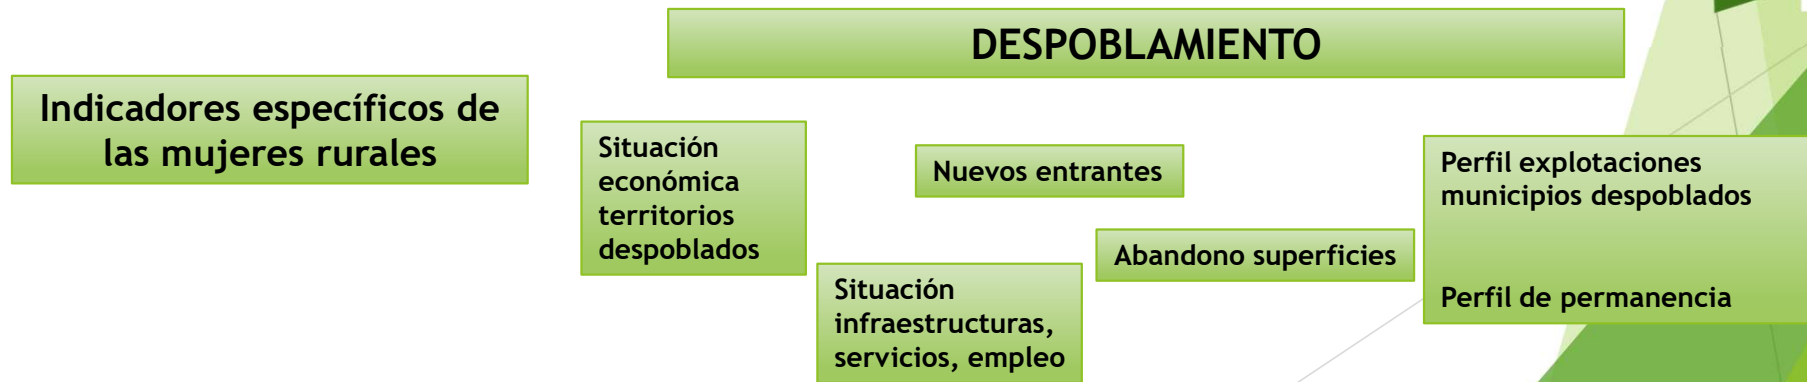 DESPOBLAMIENTO
Indicadores específicos de
las mujeres rurales
Situación
económica
territorios
despoblados
Nuevos entrantes
Situación
infraestructuras,
servicios, empleo
Abandono superficies
Perfil explotaciones
municipios despoblados
Perfil de permanencia